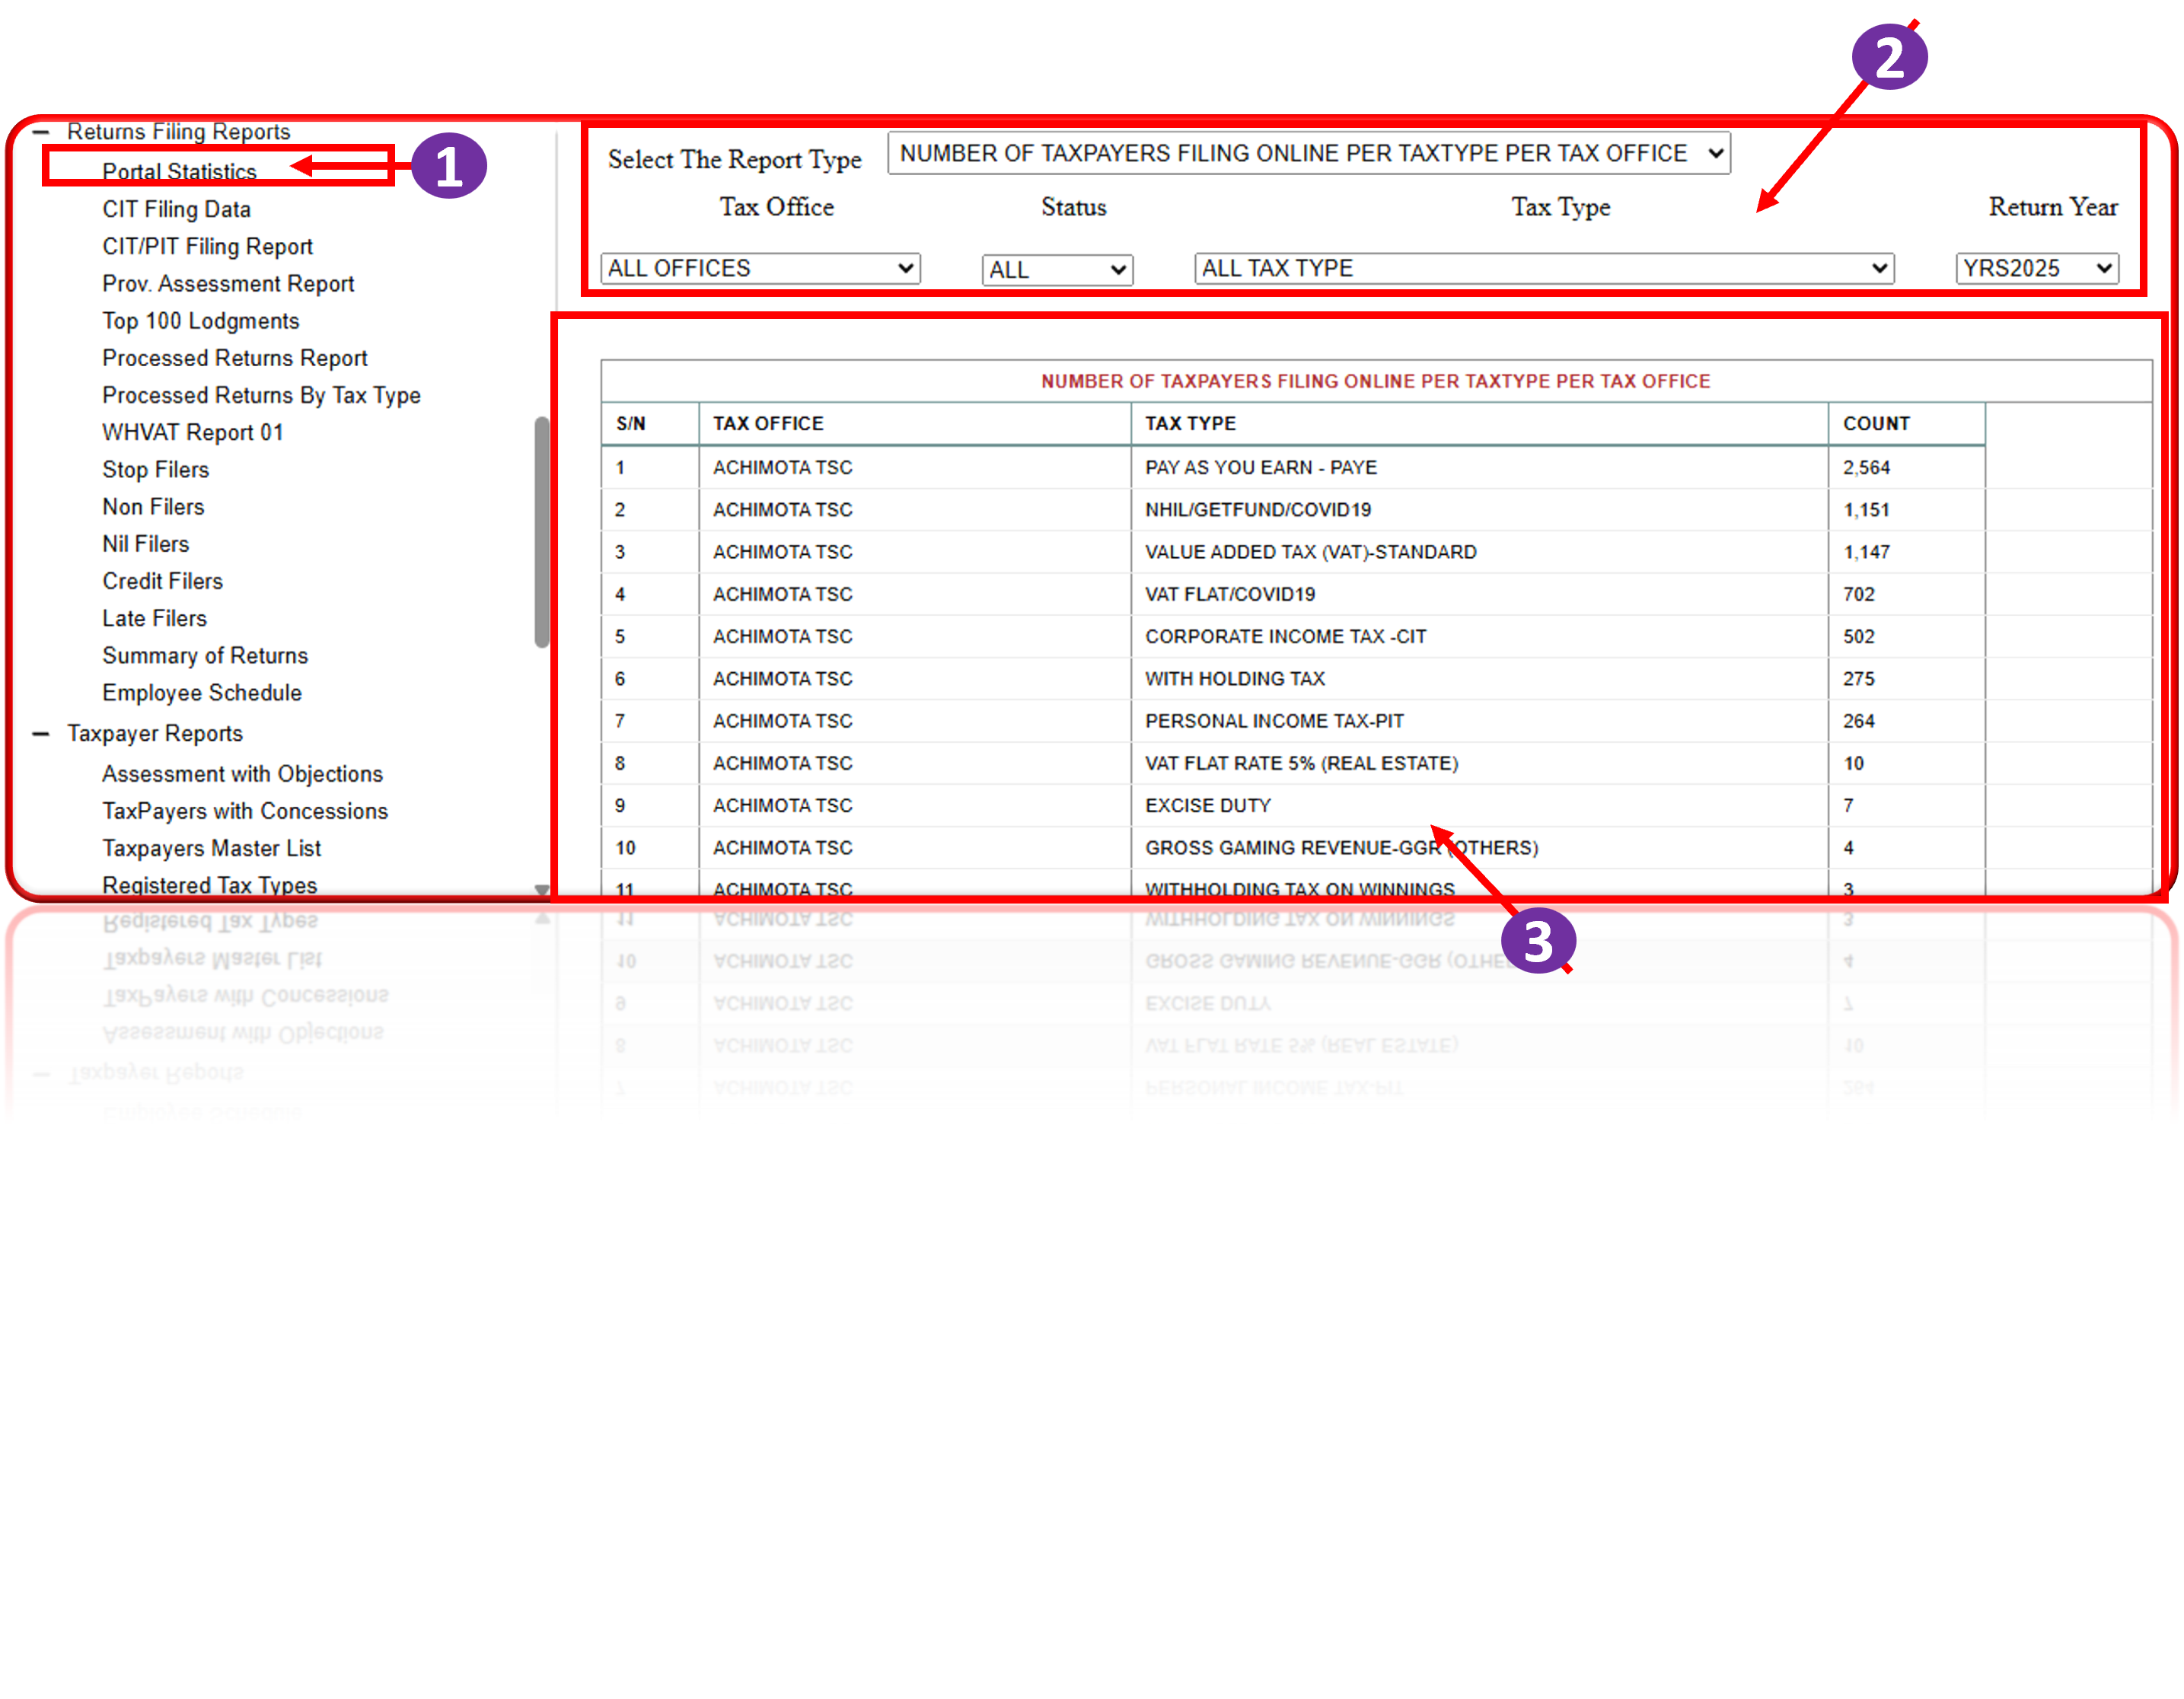 2
Returns Filing Reports
Portal Statistics
1
CIT Filing Data
CIT/PIT Filing Report
Prov. Assessment Report
Top 100 Lodgments
Processed Returns Report
Processed Returns By Tax Type
WHVAT Report 01
Stop Filers
Non Filers
Nil Filers
Credit Filers
Late Filers
Summary of Returns
Employee Schedule
Taxpayer Reports
Assessment with Objections
TaxPayers with Concessions
Taxpayers Master List
Registered Tax Types
Select The Report Type NUMBER OF TAXPAYERS FILING ONLINE PER TAXTYPE PER TAX OFFICE
Tax Office Status Tax Type Return Year
ALL OFFICES ALL ALL TAX TYPE YRS2025
NUMBER OF TAXPAYERS FILING ONLINE PER TAXTYPE PER TAX OFFICE
S/N TAX OFFICE TAX TYPE COUNT
1 ACHIMOTA TSC PAY AS YOU EARN - PAYE 2,564
2 ACHIMOTA TSC NHIL/GETFUND/COVID19 1,151
3 ACHIMOTA TSC VALUE ADDED TAX (VAT)-STANDARD 1,147
4 ACHIMOTA TSC VAT FLAT/COVID19 702
5 ACHIMOTA TSC CORPORATE INCOME TAX -CIT 502
6 ACHIMOTA TSC WITH HOLDING TAX 275
7 ACHIMOTA TSC PERSONAL INCOME TAX-PIT 264
8 ACHIMOTA TSC VAT FLAT RATE 5% (REAL ESTATE) 10
9 ACHIMOTA TSC EXCISE DUTY 7
10 ACHIMOTA TSC GROSS GAMING REVENUE-GGR (OTHERS) 4
11 ACHIMOTA TSC WITHHOLDING TAX ON WINNINGS 3
3